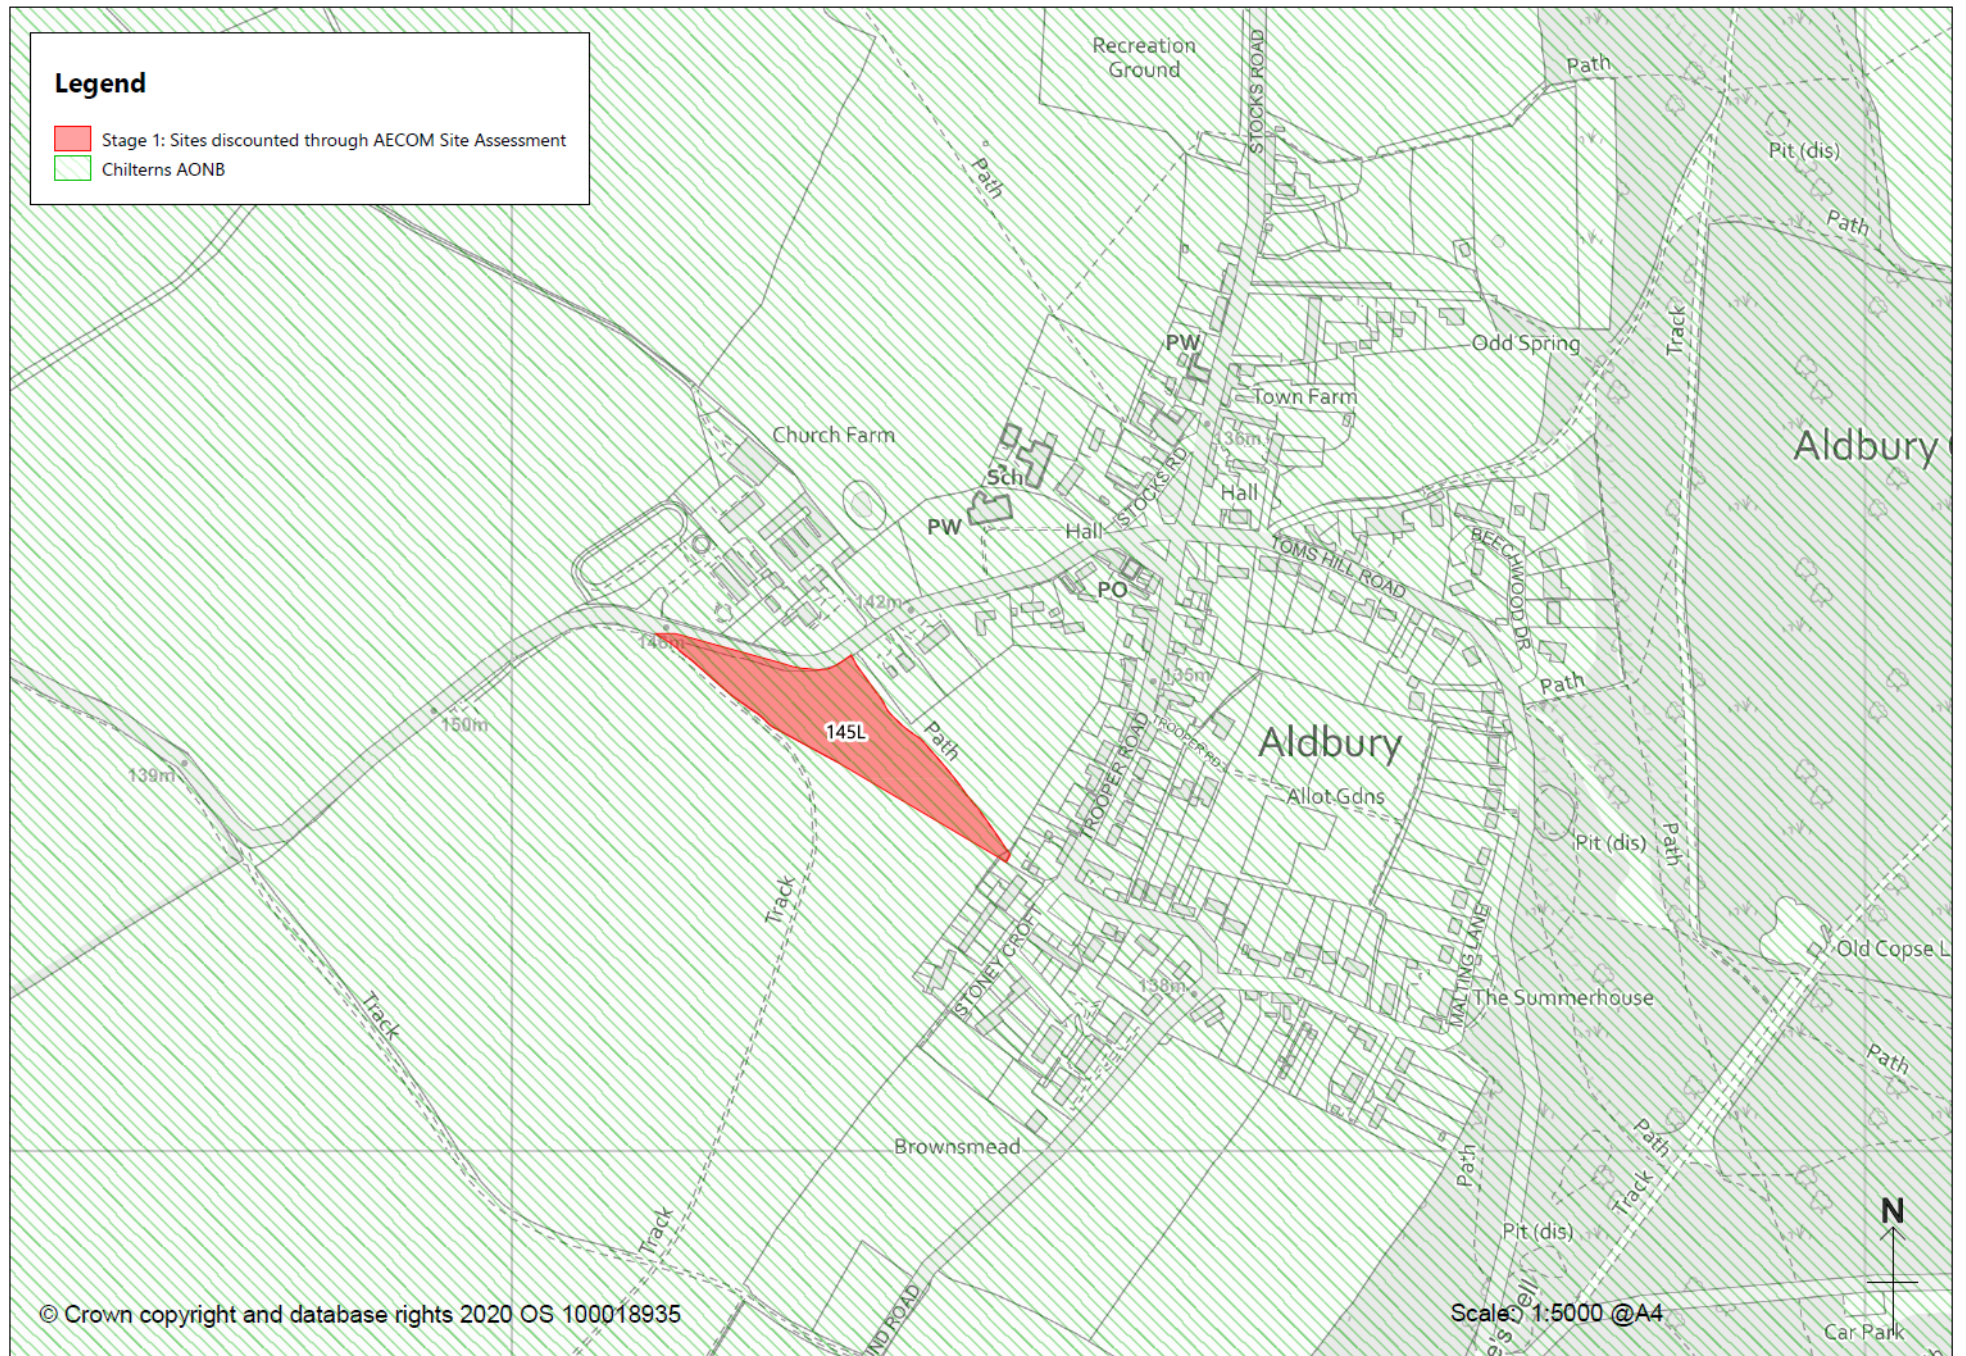 Legend
Stage 1: Sites discounted through AECOM Site Assessment
Chilterns AONB
Recreation
Ground
STOCKS ROAD
Path
Pit (dis)
Path
Path
Track
PW
Odd Spring
Town Farm
136m
Church Farm
Aldbury
Sch
STOCKS RD
Hall
PW
Hall
TOMS HILL ROAD
BEECHWOOD DR
PO
142m
146m
135m
Path
150m
145L
Path
TROOPER ROAD
TROOPER RD
Aldbury
139m
Allot Gdns
Pit (dis)
Path
Track
STONEY CROFT
MALTING LANE
Old Copse L
138m
The Summerhouse
Track
Path
Brownsmead
Path
Path
Track
Track
Pit (dis)
N
© Crown copyright and database rights 2020 OS 100018935
Scale: 1:5000 @A4
ND ROAD
e's Dell
Car Park